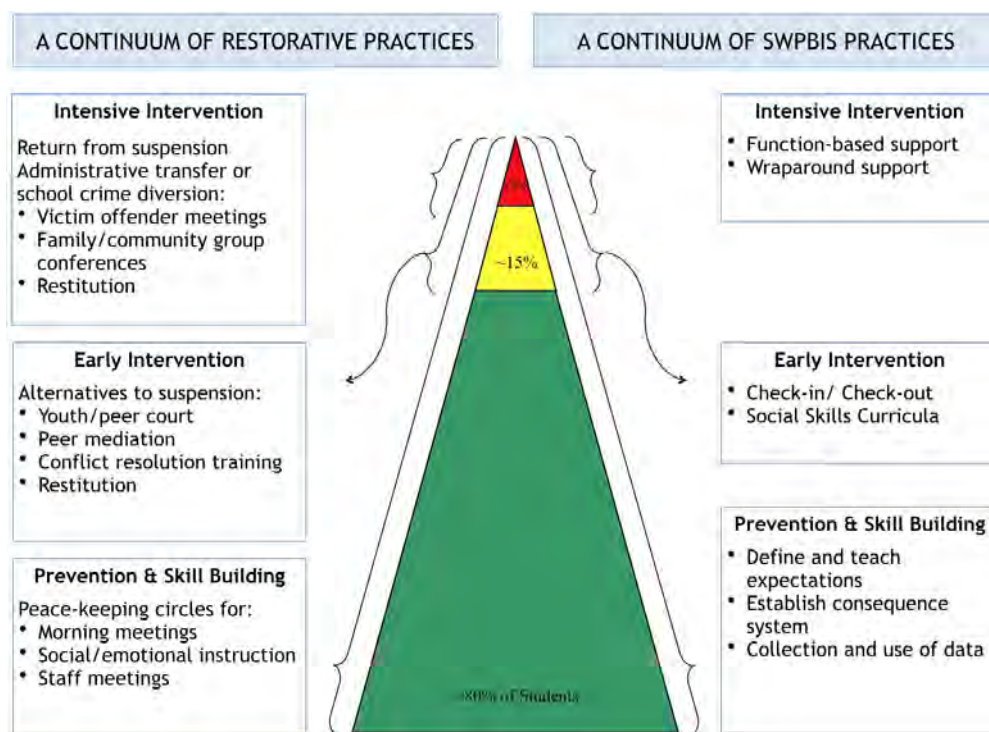 A CONTINUUM OF RESTORATIVE PRACTICES
A CONTINUUM OF SWPBIS PRACTICES
Intensive Intervention
Return from suspension
Administrative transfer or
school crime diversion:
• Victim offender meetings
• Family/community group
conferences
• Restitution
Early Intervention
Alternatives to suspension:
• Youth/peer court
• Peer mediation
• Conflict resolution training
• Restitution
Prevention & Skill Building
Peace-keeping circles for:
• Morning meetings
• Social/emotional instruction
• Staff meetings
~15%
of Students
Intensive Intervention
• Function-based support
• Wraparound support
Early Intervention
• Check-in/ Check-out
• Social Skills Curricula
Prevention & Skill Building
• Define and teach
expectations
• Establish consequence
system
• Collection and use of data